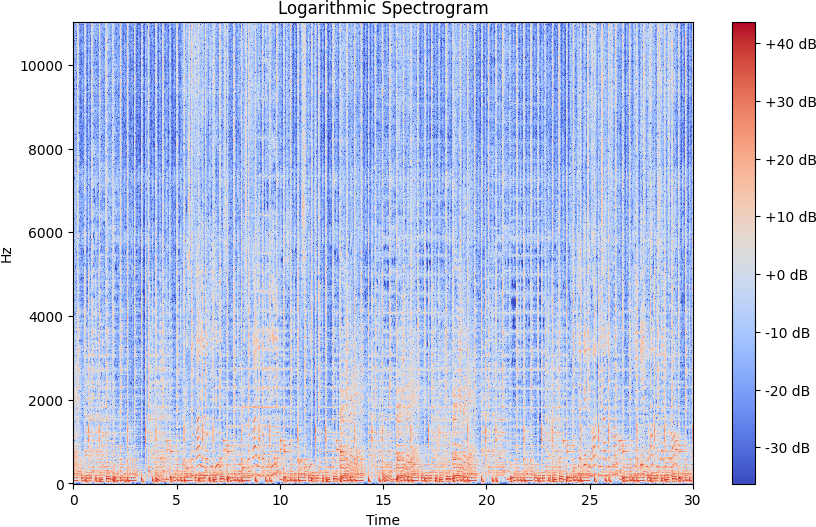 Logarithmic Spectrogram
Hz
10000
8000
6000
4000
2000
0
0 5 10 15 20 25 30
Time
+40 dB
+30 dB
+20 dB
+10 dB
+0 dB
-10 dB
-20 dB
-30 dB